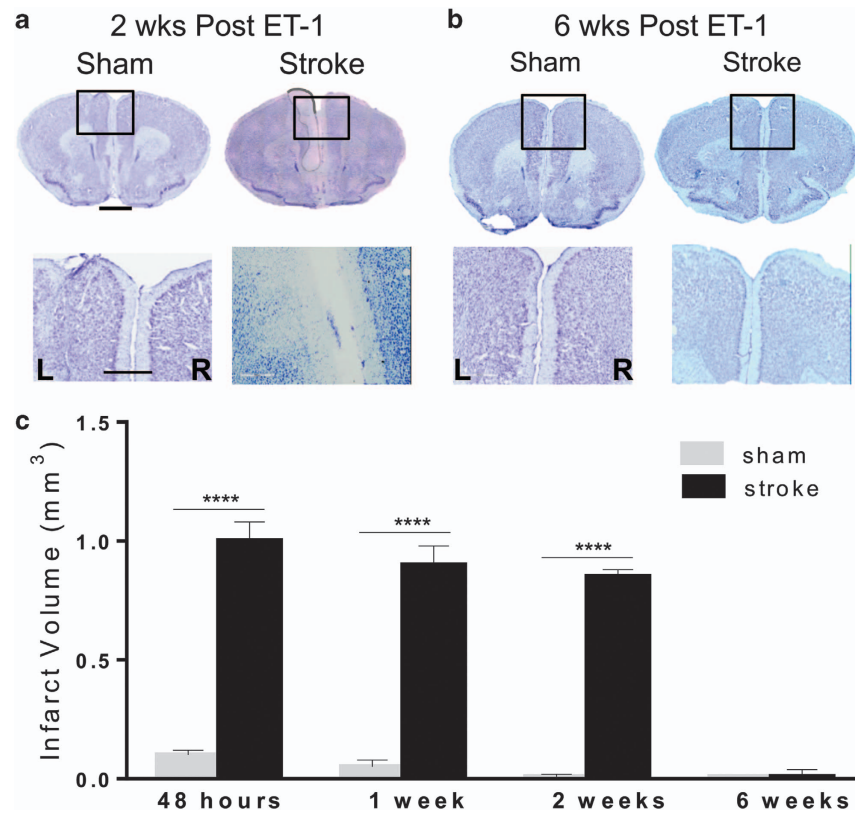 a
2 wks Post ET-1
Sham
Stroke
L
R
b
6 wks Post ET-1
Sham
Stroke
L
R
c
Infarct Volume (mm³)
1.5
1.0
0.5
0.0
sham
stroke
****
****
****
48 hours
1 week
2 weeks
6 weeks